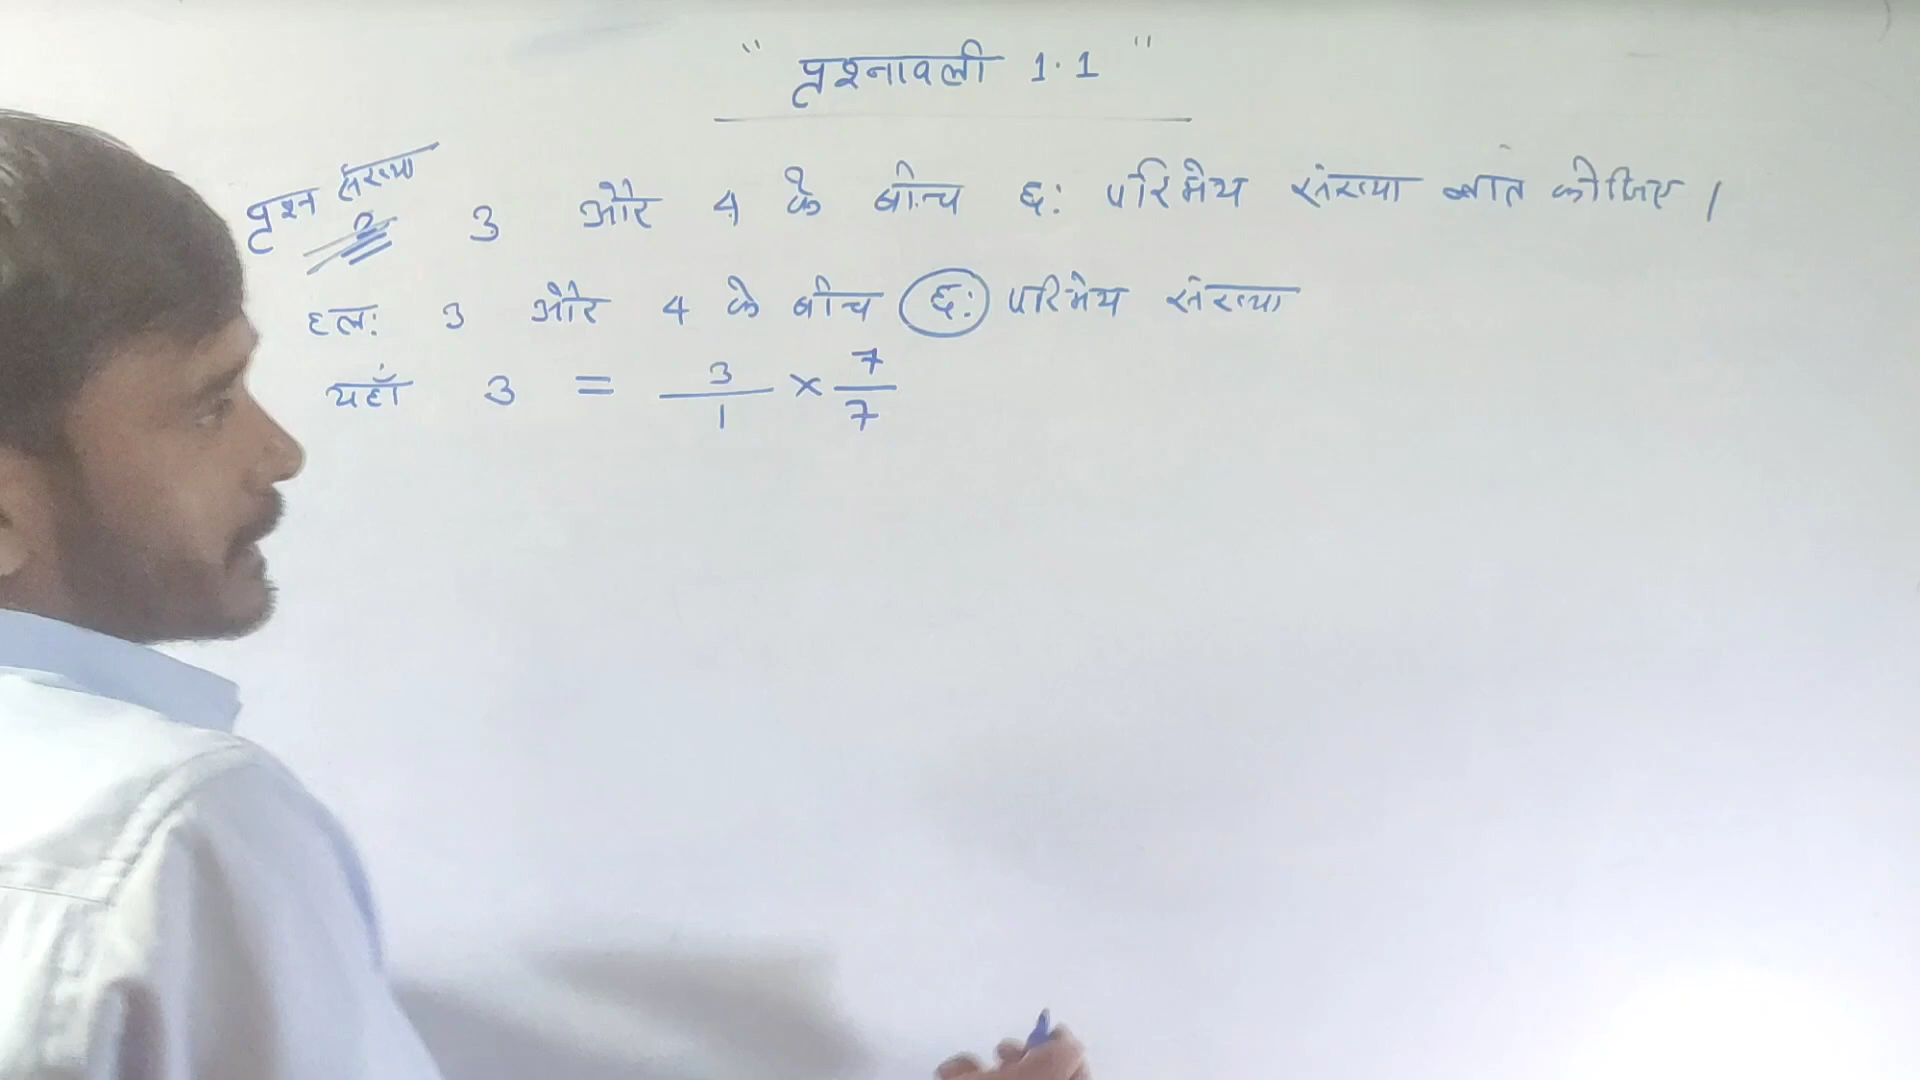 " प्रश्नावली 1.1 "
प्रश्न संख्या 2 3 और 4 के बीच छ: परिमेय संख्या ज्ञात कीजिए।
हल: 3 और 4 के बीच छ: परिमेय संख्या
यहाँ 3 = 3/1 × 7/7